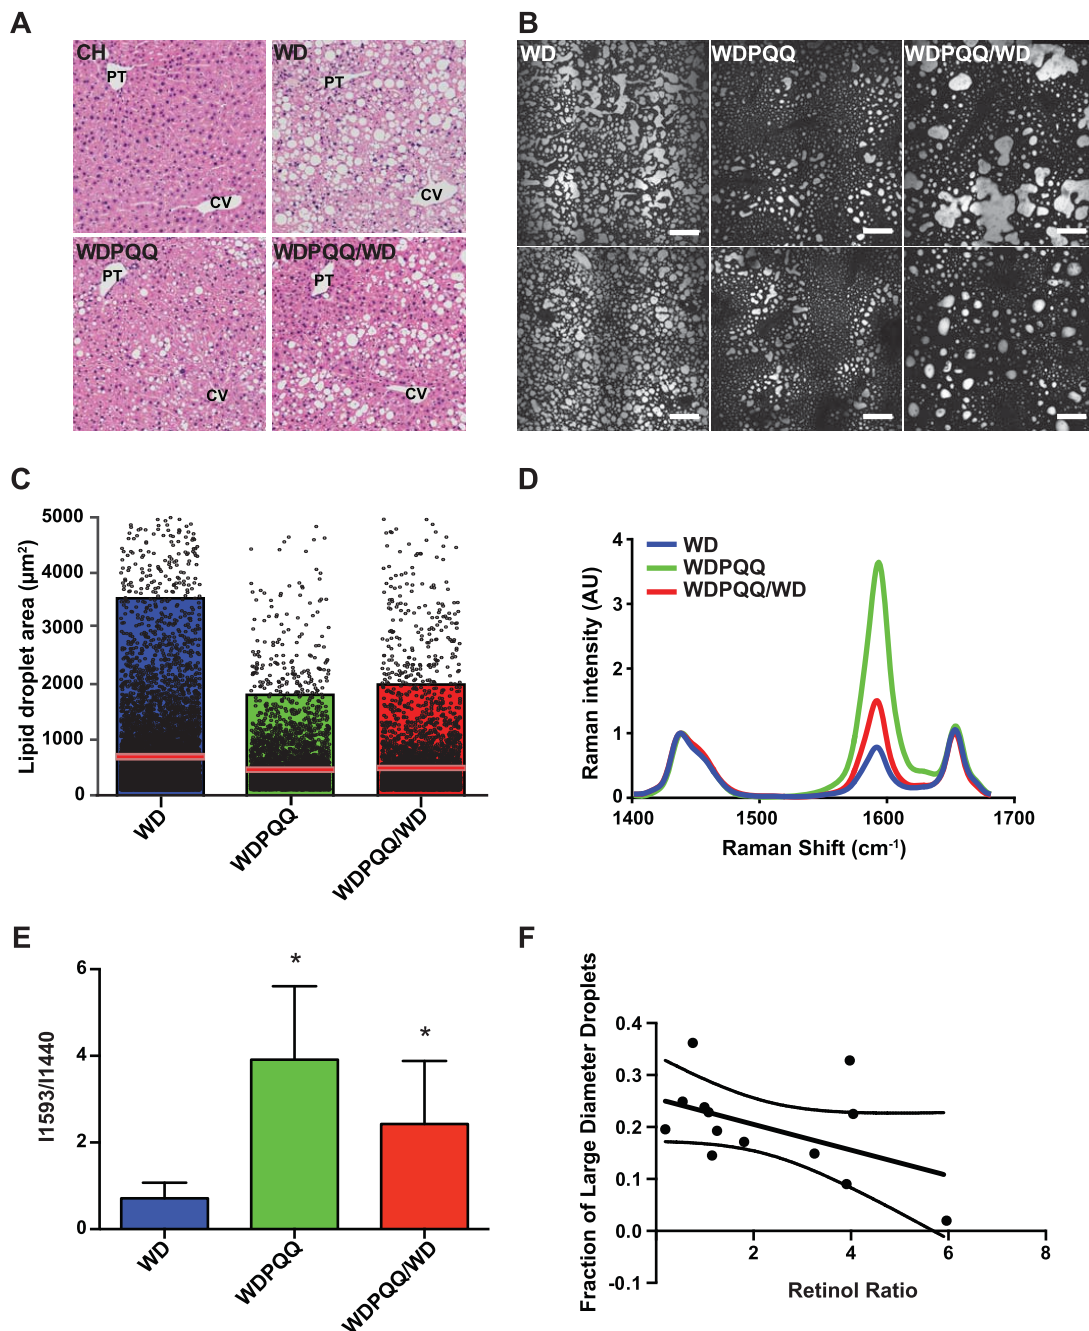 A
CH
PT
CV
WD
PT
CV
WDPQQ
PT
CV
WDPQQ/WD
PT
CV
B
WD
WDPQQ
WDPQQ/WD
C
Lipid droplet area (µm²)
5000
4000
3000
2000
1000
0
WD
WDPQQ
WDPQQ/WD
D
Raman intensity (AU)
4
3
2
1
0
WD
WDPQQ
WDPQQ/WD
1400
1500
1600
1700
Raman Shift (cm⁻¹)
E
I1593/I1440
6
4
2
0
*
*
WD
WDPQQ
WDPQQ/WD
F
Fraction of Large Diameter Droplets
0.4
0.3
0.2
0.1
0.0
-0.1
2
4
6
8
Retinol Ratio